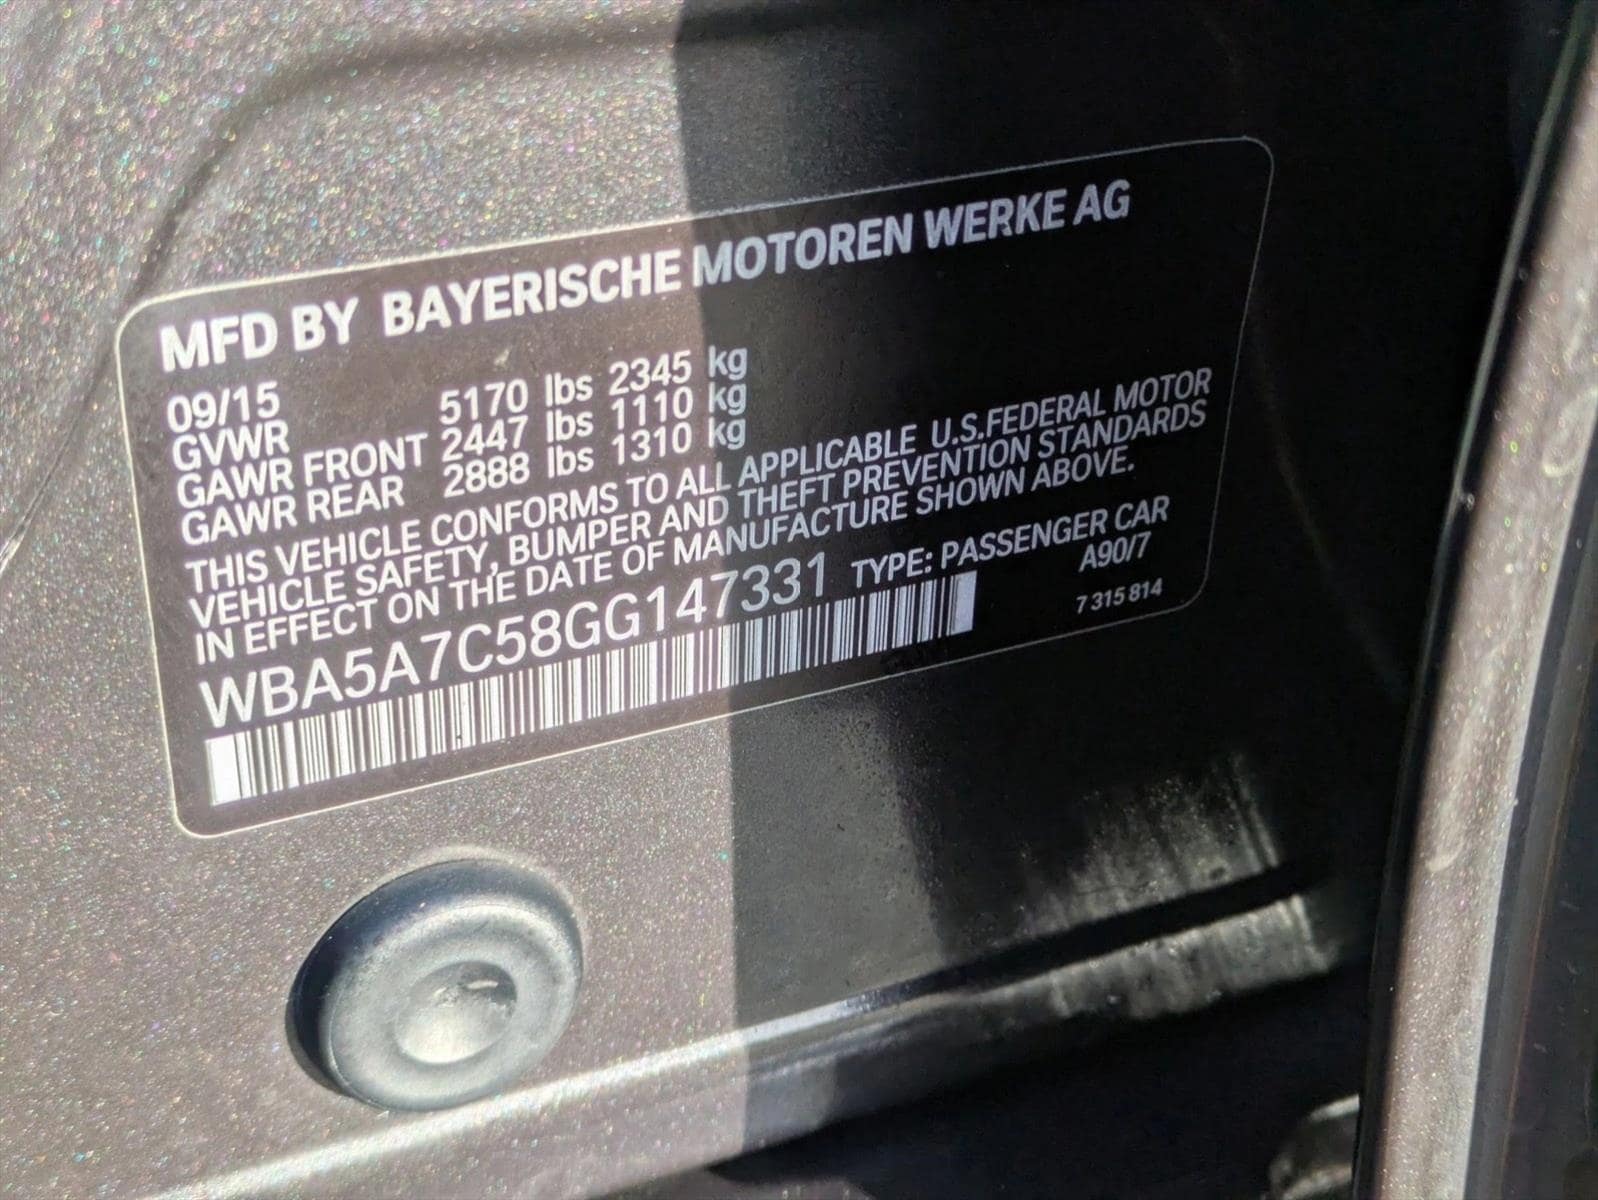 MFD BY BAYERISCHE MOTOREN WERKE AG
09/15
GVWR 5170 lbs 2345 kg
GAWR FRONT 2447 lbs 1110 kg
GAWR REAR 2888 lbs 1310 kg
THIS VEHICLE CONFORMS TO ALL APPLICABLE U.S.FEDERAL MOTOR
VEHICLE SAFETY, BUMPER AND THEFT PREVENTION STANDARDS
IN EFFECT ON THE DATE OF MANUFACTURE SHOWN ABOVE.
WBA5A7C58GG147331 TYPE: PASSENGER CAR
A90/7
7 315 814